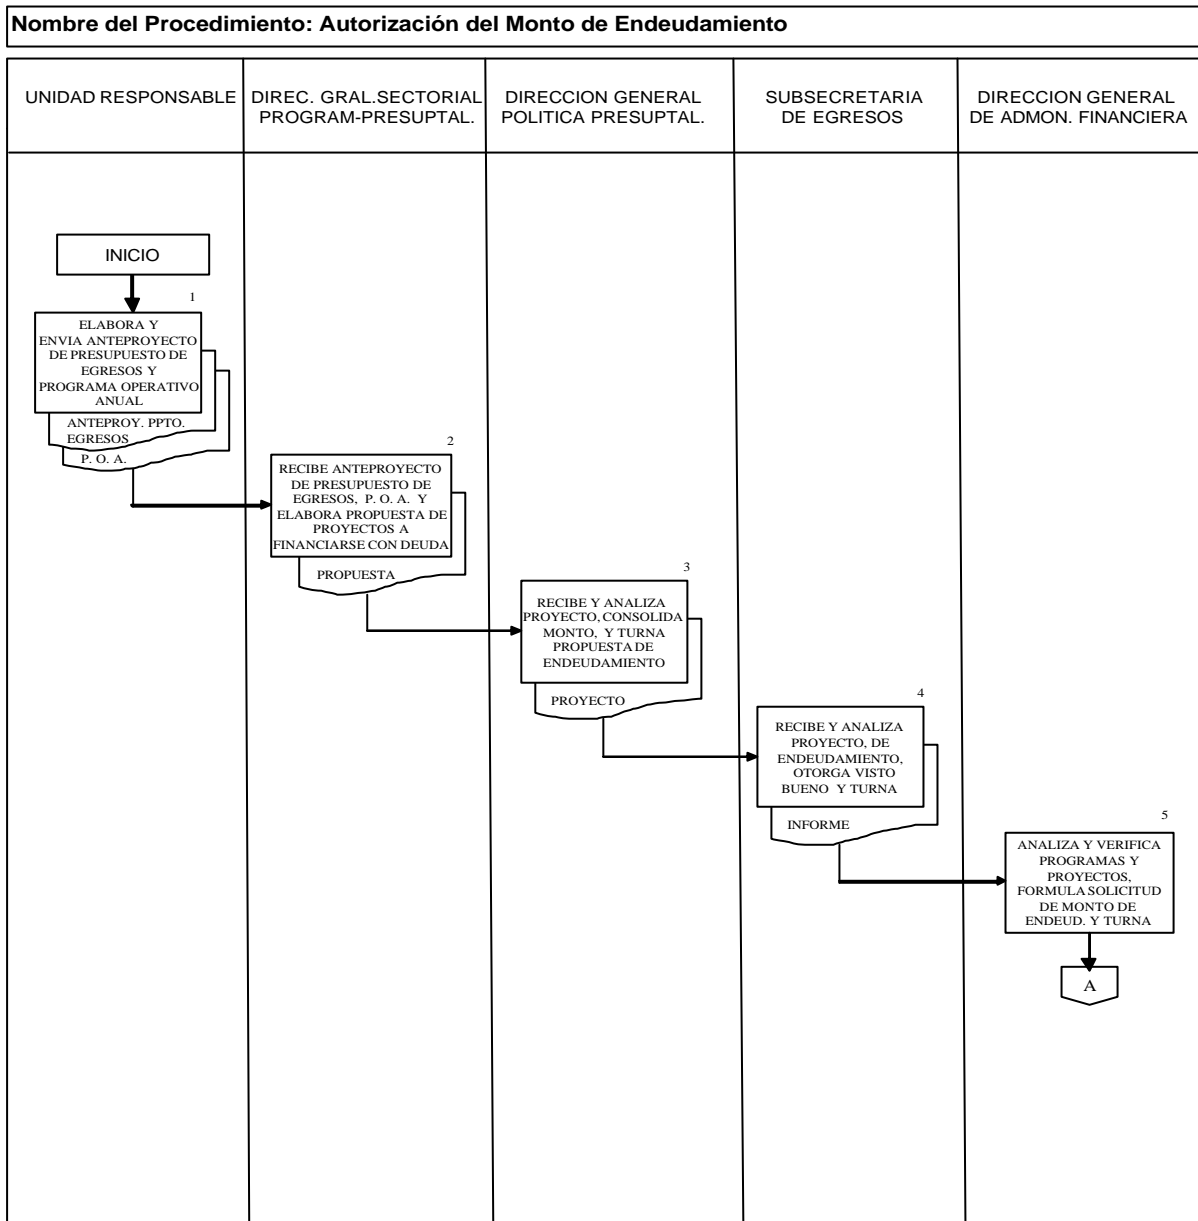 Nombre del Procedimiento: Autorización del Monto de Endeudamiento
UNIDAD RESPONSABLE
DIREC. GRAL.SECTORIAL
PROGRAM-PRESUPTAL.
DIRECCION GENERAL
POLITICA PRESUPTAL.
SUBSECRETARIA
DE EGRESOS
DIRECCION GENERAL
DE ADMON. FINANCIERA
INICIO
1
ELABORA Y
ENVIA ANTEPROYECTO
DE PRESUPUESTO DE
EGRESOS Y
PROGRAMA OPERATIVO
ANUAL
ANTEPROY. PPTO.
EGRESOS
P. O. A.
2
RECIBE ANTEPROYECTO
DE PRESUPUESTO DE
EGRESOS, P. O. A. Y
ELABORA PROPUESTA DE
PROYECTOS A
FINANCIARSE CON DEUDA
PROPUESTA
3
RECIBE Y ANALIZA
PROYECTO, CONSOLIDA
MONTO, Y TURNA
PROPUESTA DE
ENDEUDAMIENTO
PROYECTO
4
RECIBE Y ANALIZA
PROYECTO, DE
ENDEUDAMIENTO,
OTORGA VISTO
BUENO Y TURNA
INFORME
5
ANALIZA Y VERIFICA
PROGRAMAS Y
PROYECTOS,
FORMULA SOLICITUD
DE MONTO DE
ENDEUD. Y TURNA
A